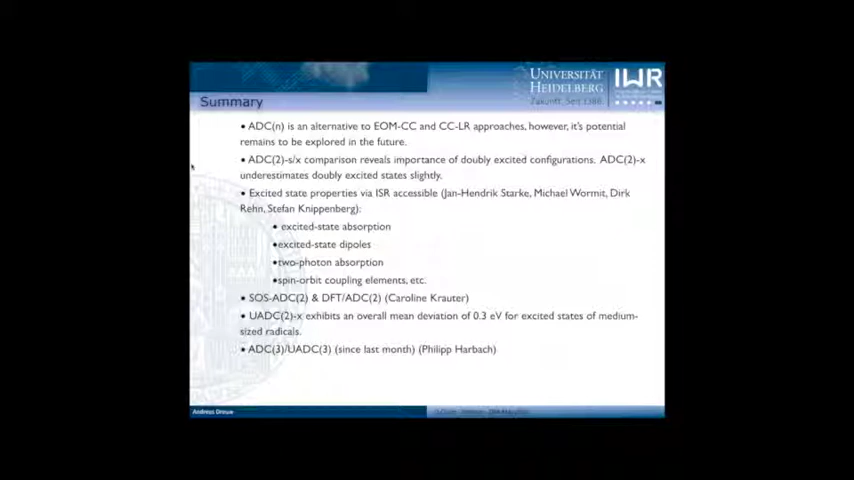 UNIVERSITÄT
HEIDELBERG
Zukunft. Seit 1386.
IWR
Summary
• ADC(n) is an alternative to EOM-CC and CC-LR approaches, however, it's potential
remains to be explored in the future.
• ADC(2)-s/x comparison reveals importance of doubly excited configurations. ADC(2)-x
underestimates doubly excited states slightly.
• Excited state properties via ISR accessible (Jan-Hendrik Starke, Michael Wormit, Dirk
Rehn, Stefan Knippenberg):
• excited-state absorption
•excited-state dipoles
•two-photon absorption
•spin-orbit coupling elements, etc.
• SOS-ADC(2) & DFT/ADC(2) (Caroline Krauter)
• UADC(2)-x exhibits an overall mean deviation of 0.3 eV for excited states of medium-
sized radicals.
• ADC(3)/UADC(3) (since last month) (Philipp Harbach)
Andreas Dreuw